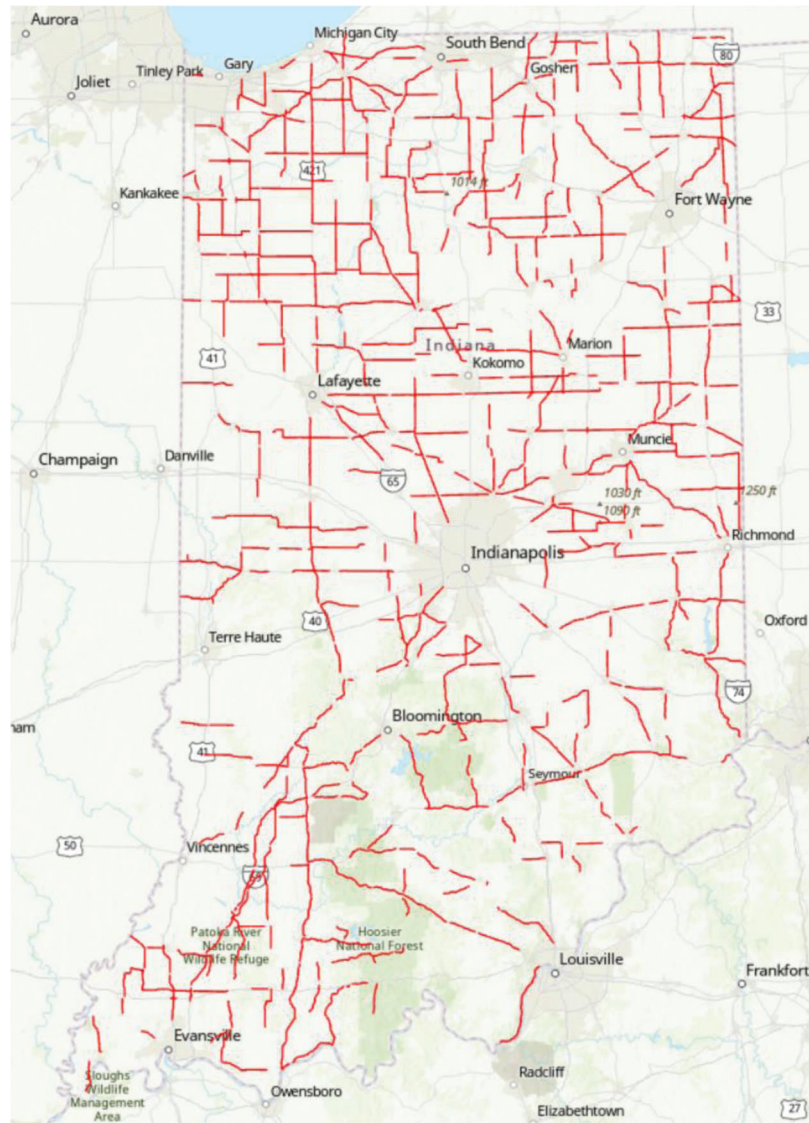 Aurora
Michigan City
South Bend
80
Joliet
Tinley Park
Gary
Goshen
421
1014 ft
Kankakee
Fort Wayne
33
Indiana
Marion
41
Kokomo
Lafayette
Muncie
Champaign
Danville
65
1030 ft
1250 ft
1090 ft
Richmond
Indianapolis
40
Terre Haute
Oxford
74
ham
Bloomington
41
Seymour
50
Vincennes
69
Patoka River
National
Wildlife Refuge
Hoosier
National Forest
Louisville
Frankfort
Evansville
Sloughs
Wildlife
Management
Area
Radcliff
Owensboro
Elizabethtown
27